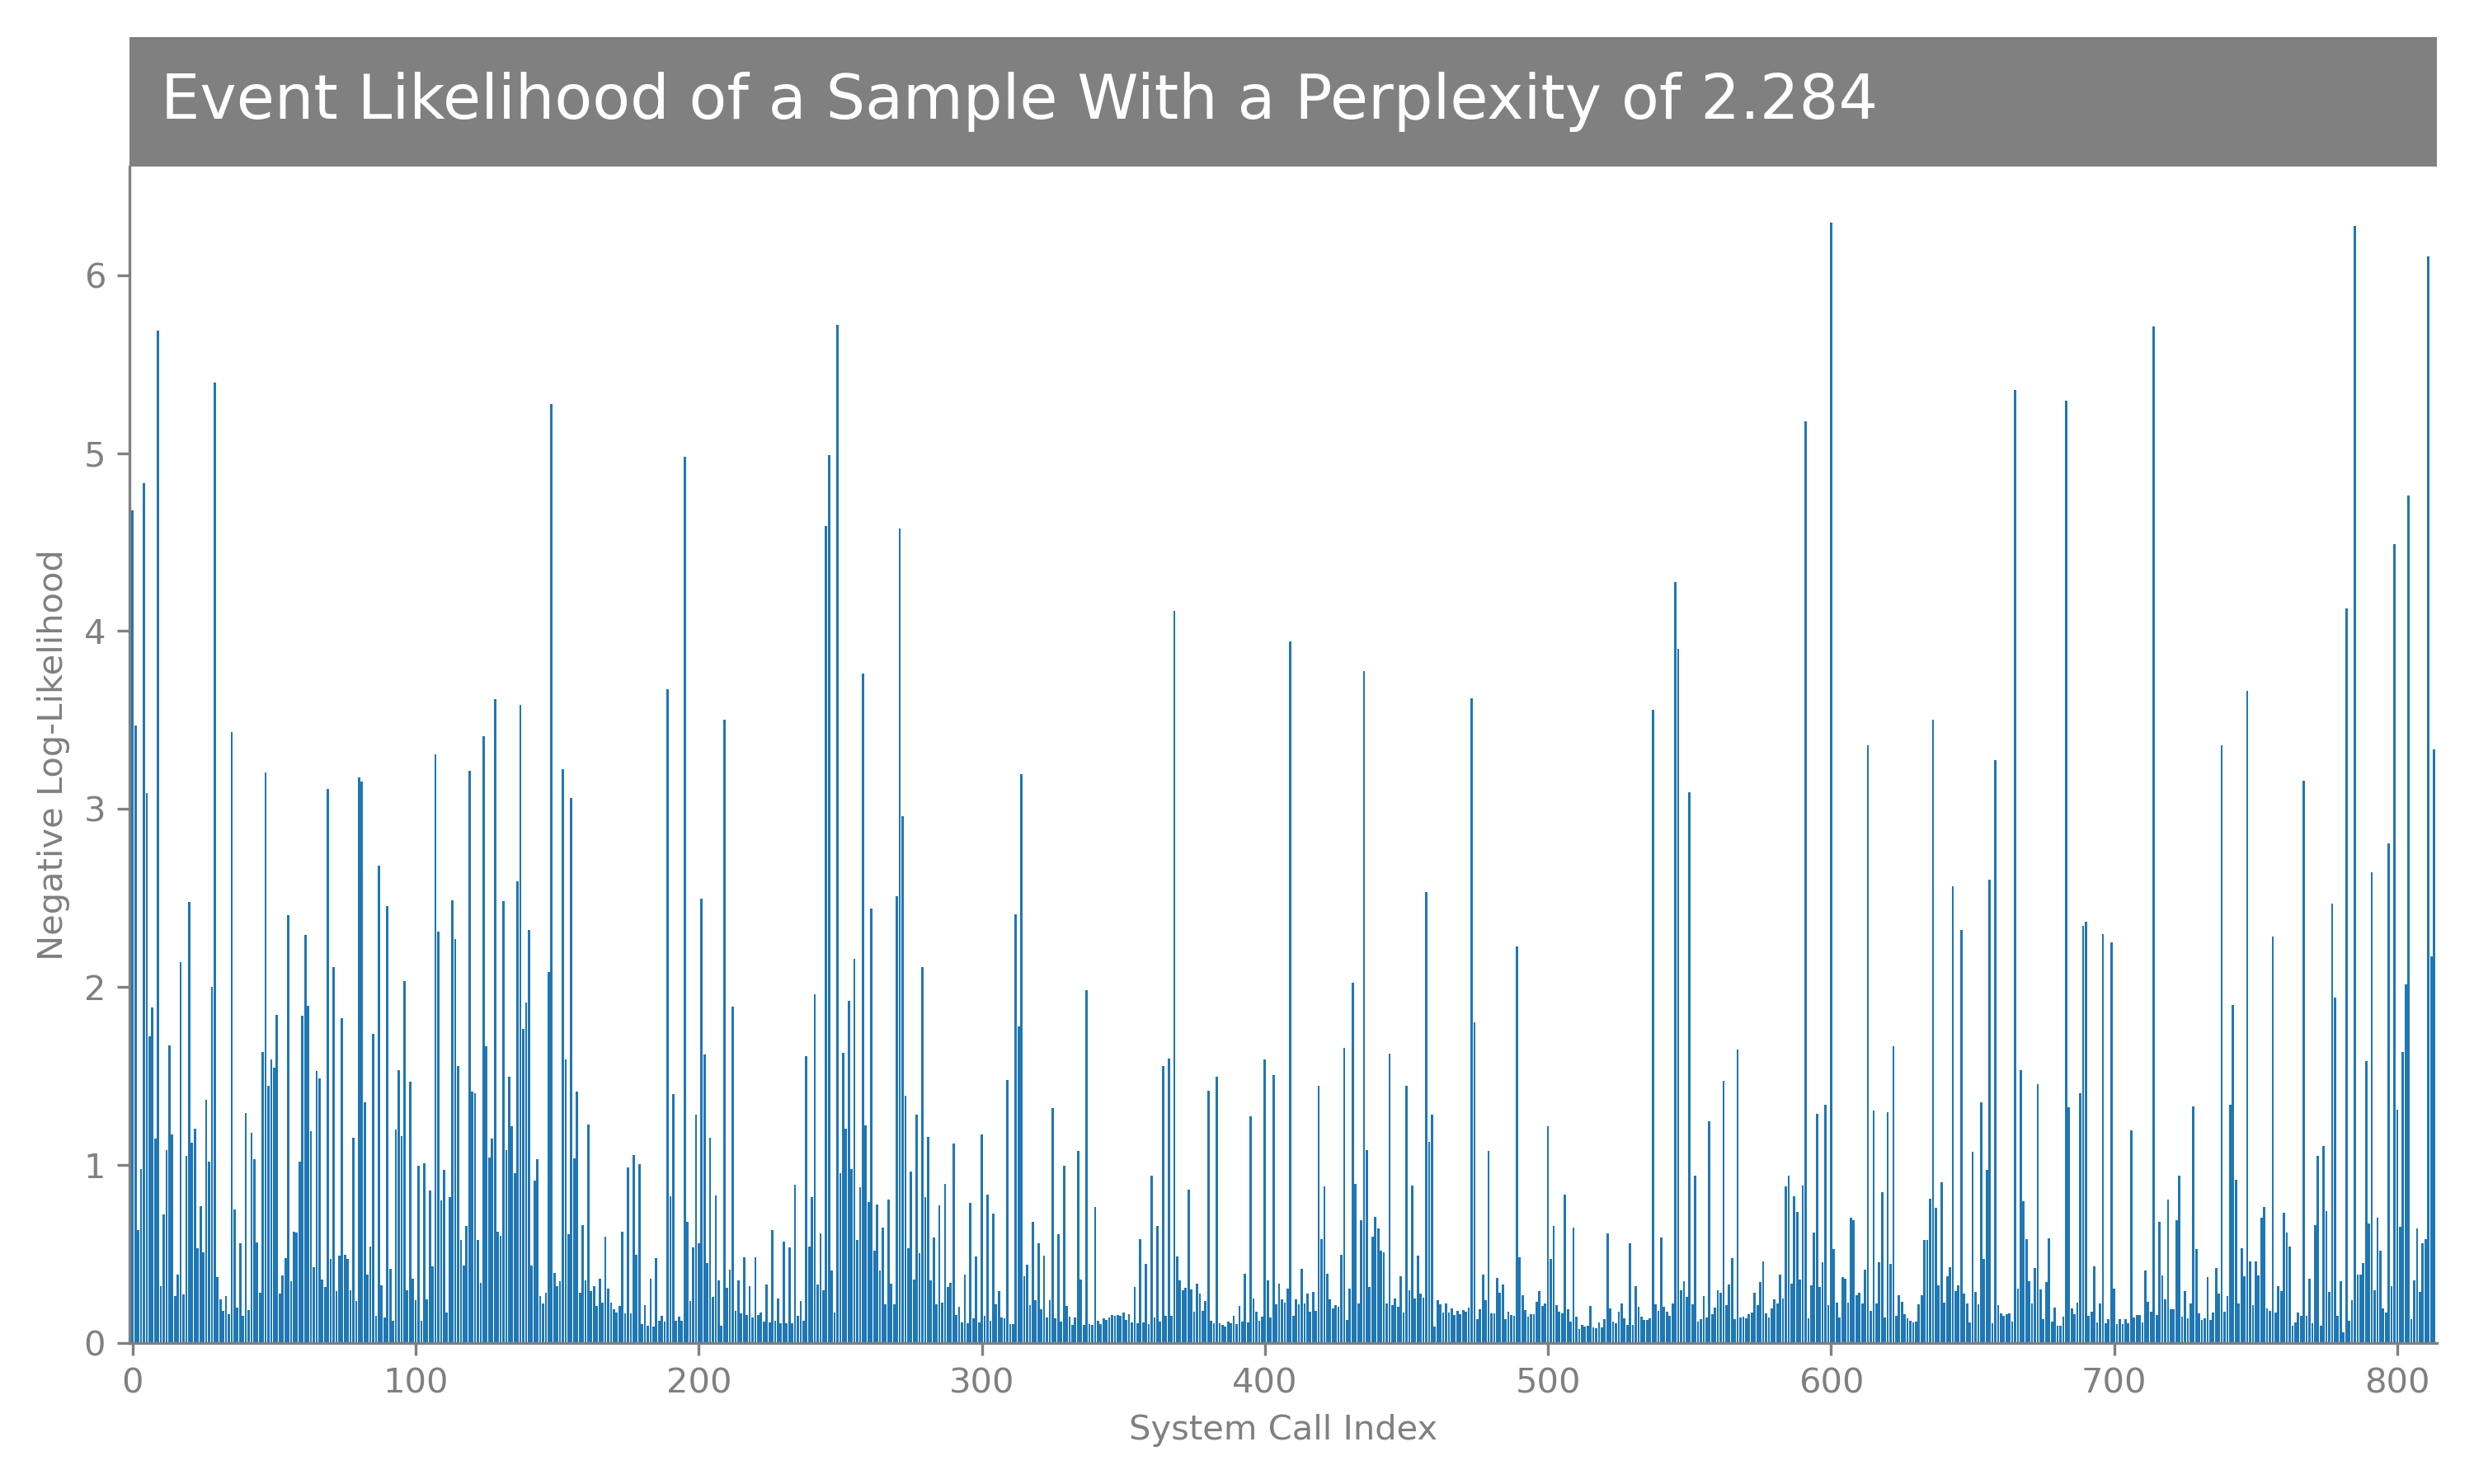 Event Likelihood of a Sample With a Perplexity of 2.284
6
5
4
3
2
1
0
Negative Log-Likelihood
0 100 200 300 400 500 600 700 800
System Call Index